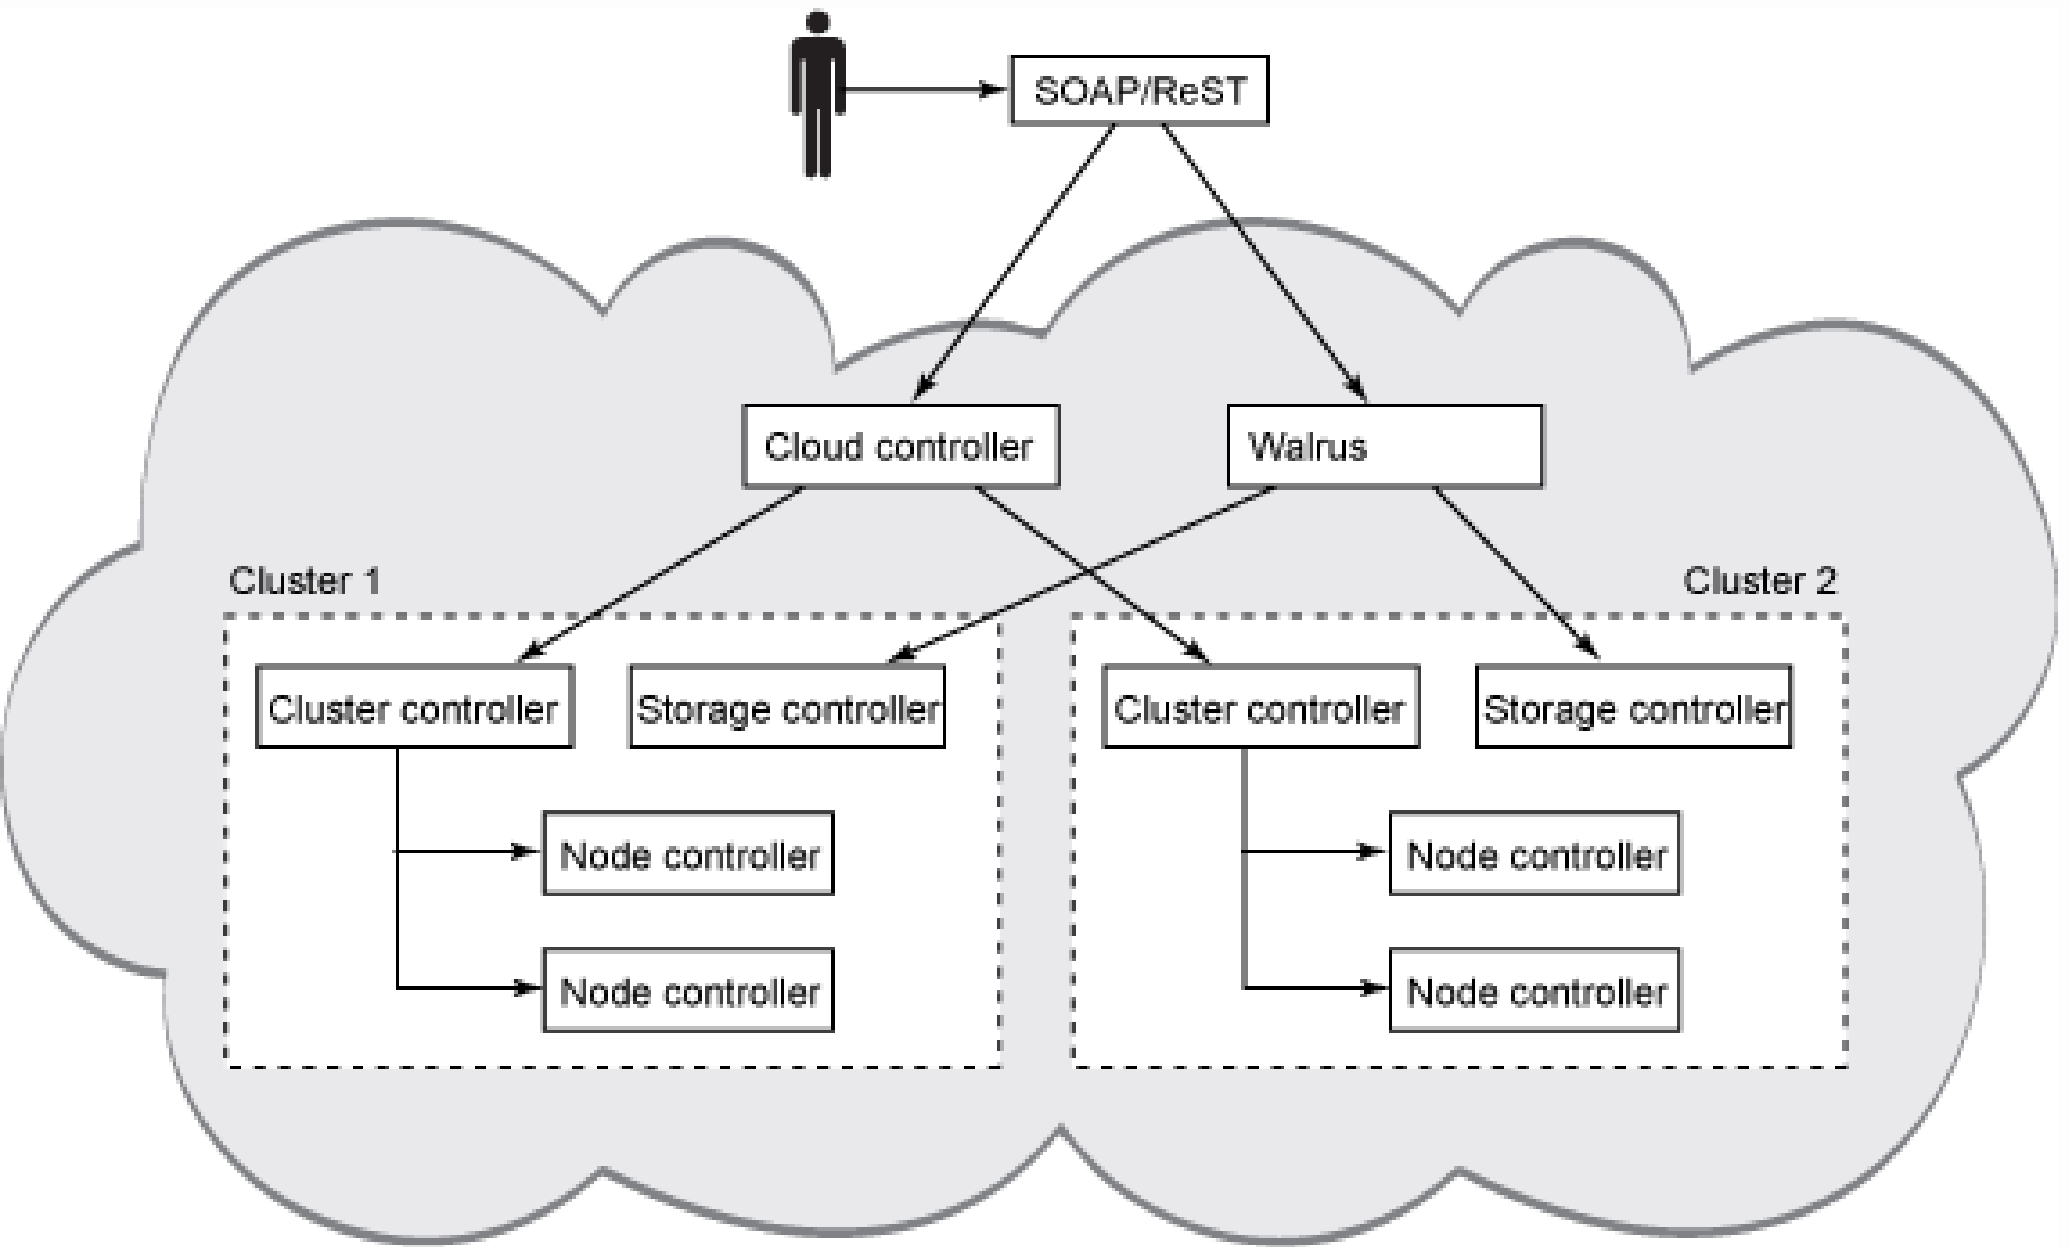 SOAP/ReST
Cloud controller
Walrus
Cluster 1
Cluster 2
Cluster controller
Storage controller
Cluster controller
Storage controller
Node controller
Node controller
Node controller
Node controller